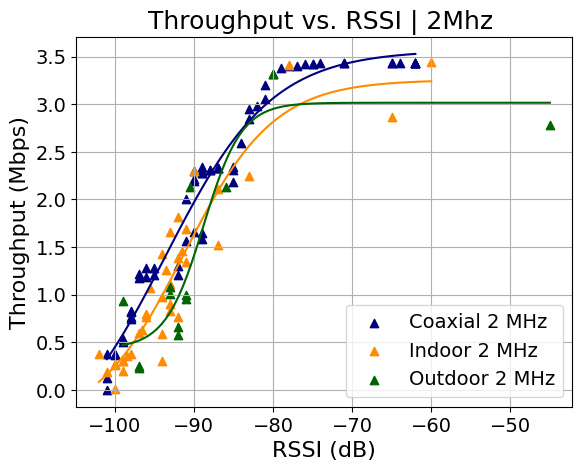 Throughput vs. RSSI | 2Mhz
Throughput (Mbps)
3.5
3.0
2.5
2.0
1.5
1.0
0.5
0.0
Coaxial 2 MHz
Indoor 2 MHz
Outdoor 2 MHz
−100 −90 −80 −70 −60 −50
RSSI (dB)